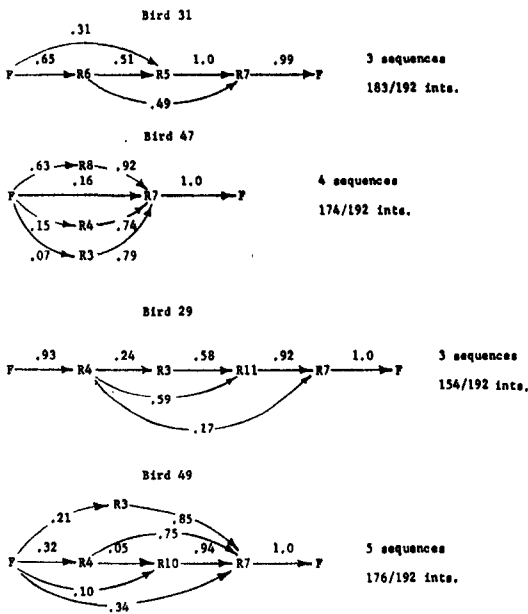 Bird 31
.31
.65 .51 1.0 .99 3 sequences
F R6 R5 R7 F
183/192 ints.
.49
Bird 47
.63 R8 .92
.16 1.0 4 sequences
F R7 F
174/192 ints.
.15 R4 .74
.07 R3 .79
Bird 29
.93 .24 .58 .92 1.0 3 sequences
F R4 R3 R11 R7 F
154/192 ints.
.59
.17
Bird 49
R3
.21 .85
.75
.32 .05 .94 1.0 5 sequences
F R4 R10 R7 F
176/192 ints.
.10
.34